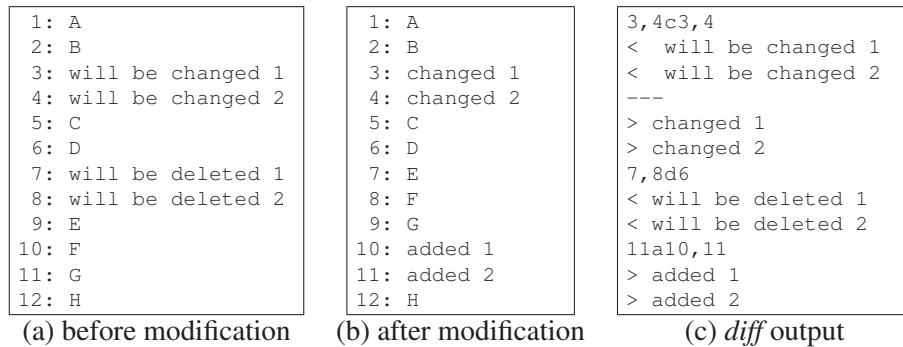 1: A
2: B
3: will be changed 1
4: will be changed 2
5: C
6: D
7: will be deleted 1
8: will be deleted 2
9: E
10: F
11: G
12: H
(a) before modification
1: A
2: B
3: changed 1
4: changed 2
5: C
6: D
7: E
8: F
9: G
10: added 1
11: added 2
12: H
(b) after modification
3,4c3,4
<  will be changed 1
<  will be changed 2
---
> changed 1
> changed 2
7,8d6
< will be deleted 1
< will be deleted 2
11a10,11
> added 1
> added 2
(c) diff output